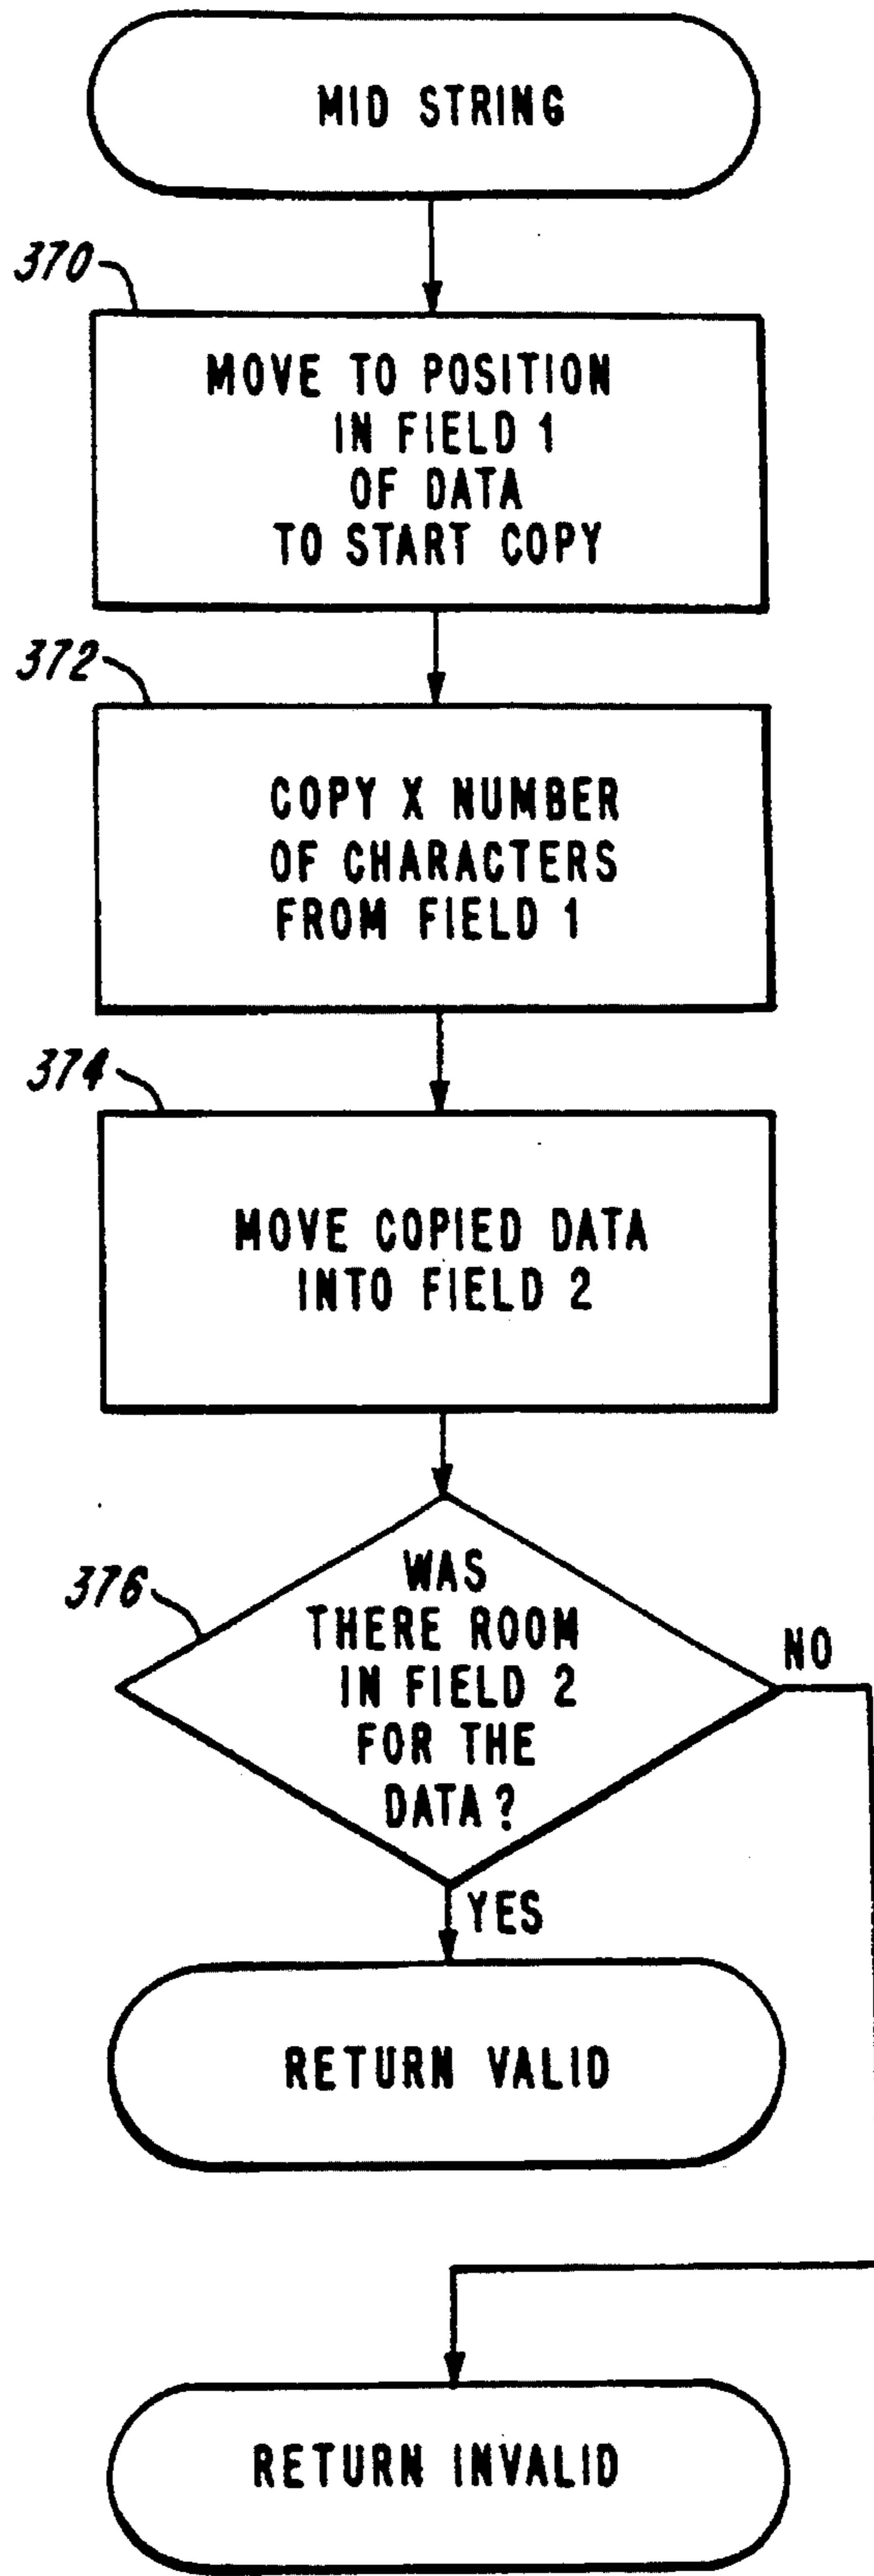 MID STRING
370
MOVE TO POSITION
IN FIELD 1
OF DATA
TO START COPY
372
COPY X NUMBER
OF CHARACTERS
FROM FIELD 1
374
MOVE COPIED DATA
INTO FIELD 2
376
WAS
THERE ROOM
IN FIELD 2
FOR THE
DATA?
NO
YES
RETURN VALID
RETURN INVALID